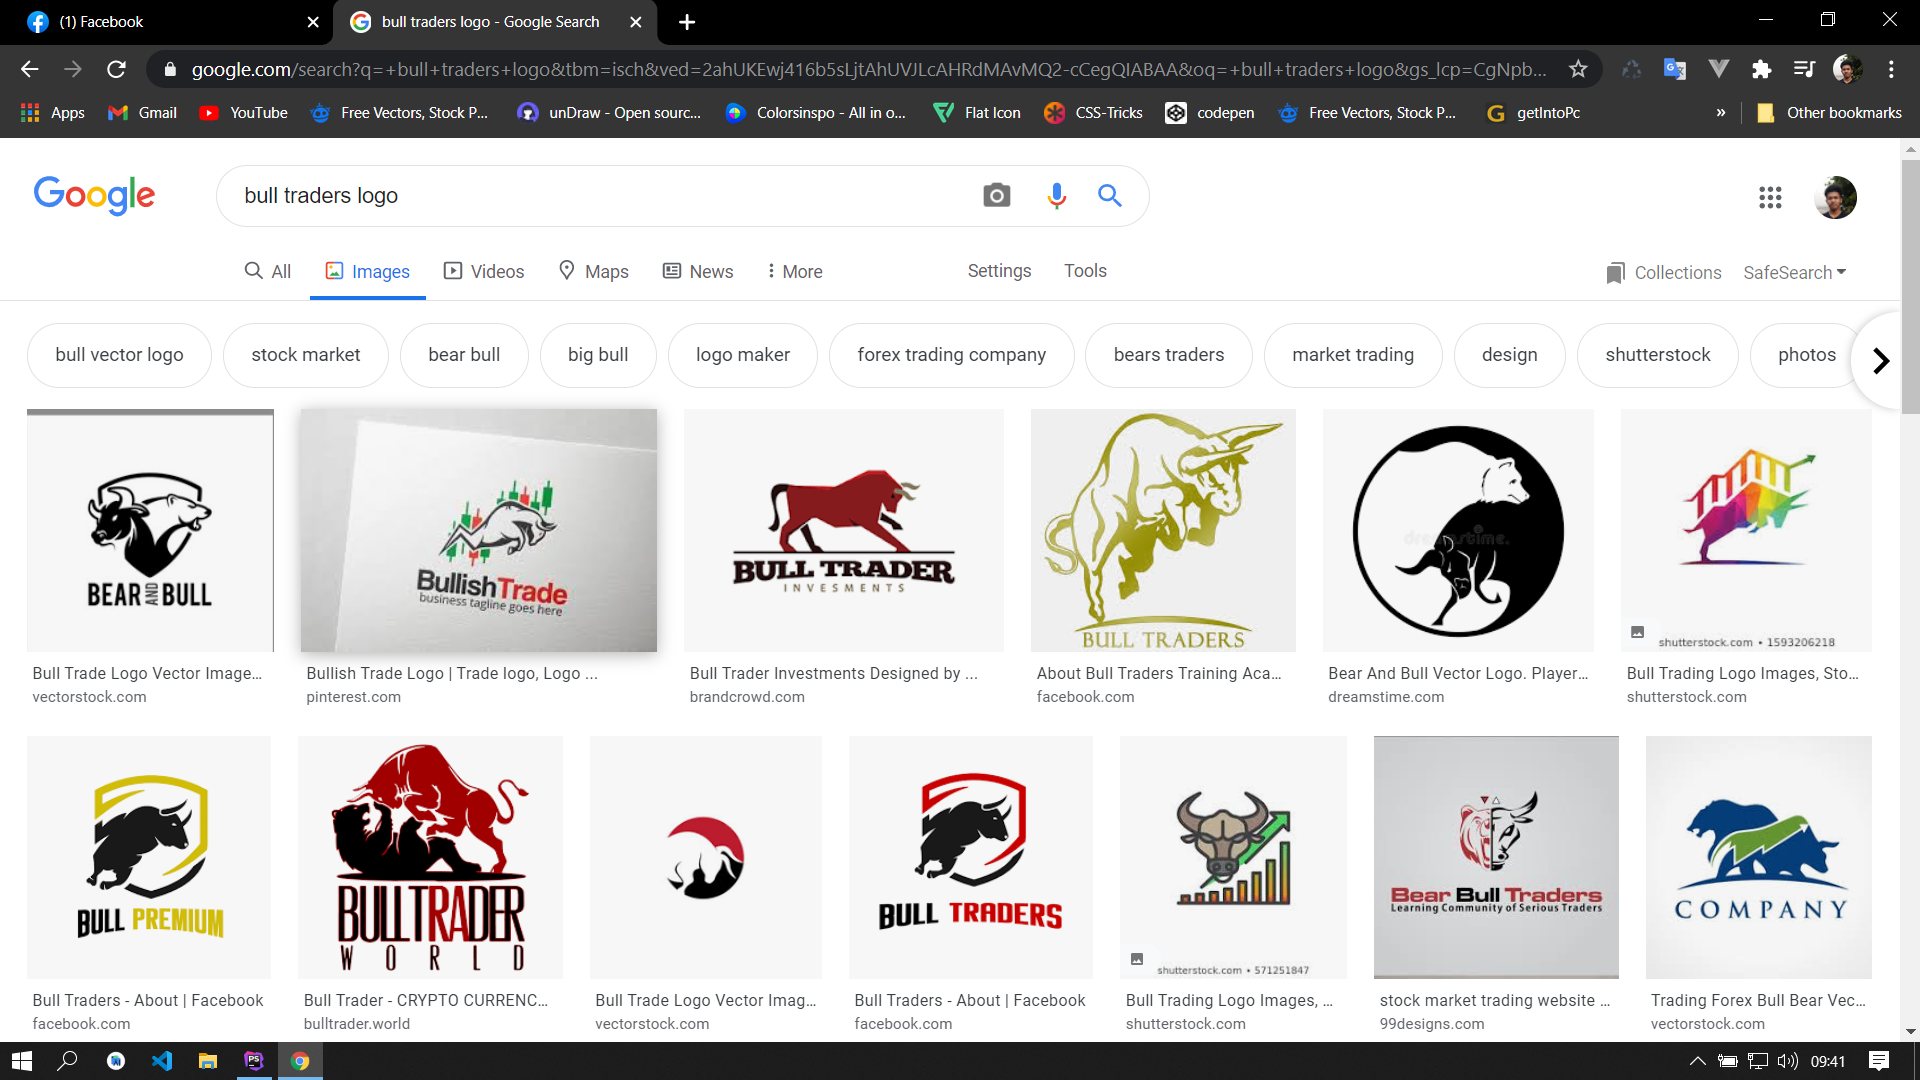 (1) Facebook
bull traders logo - Google Search
google.com/search?q=+bull+traders+logo&tbm=isch&ved=2ahUKEwj416b5sLjtAhUVJLcAHRdMAvMQ2-cCegQIABAA&oq=+bull+traders+logo&gs_lcp=CgNpb...
Apps
Gmail
YouTube
Free Vectors, Stock P...
unDraw - Open sourc...
Colorsinspo - All in o...
Flat Icon
CSS-Tricks
codepen
Free Vectors, Stock P...
getIntoPc
»
Other bookmarks
Google
bull traders logo
All
Images
Videos
Maps
News
More
Settings
Tools
Collections
SafeSearch
bull vector logo
stock market
bear bull
big bull
logo maker
forex trading company
bears traders
market trading
design
shutterstock
photos
BEAR AND BULL
BullishTrade
business tagline goes here
BULL TRADER
INVESMENTS
BULL TRADERS
dreamstime.
shutterstock.com • 1593206218
Bull Trade Logo Vector Image...
vectorstock.com
Bullish Trade Logo | Trade logo, Logo ...
pinterest.com
Bull Trader Investments Designed by ...
brandcrowd.com
About Bull Traders Training Aca...
facebook.com
Bear And Bull Vector Logo. Player...
dreamstime.com
Bull Trading Logo Images, Sto...
shutterstock.com
BULL PREMIUM
BULLTRADER
WORLD
BULL TRADERS
shutterstock.com • 571251847
Bear Bull Traders
Learning Community of Serious Traders
COMPANY
Bull Traders - About | Facebook
facebook.com
Bull Trader - CRYPTO CURRENC...
bulltrader.world
Bull Trade Logo Vector Imag...
vectorstock.com
Bull Traders - About | Facebook
facebook.com
Bull Trading Logo Images, ...
shutterstock.com
stock market trading website ...
99designs.com
Trading Forex Bull Bear Vec...
vectorstock.com
PS
09:41